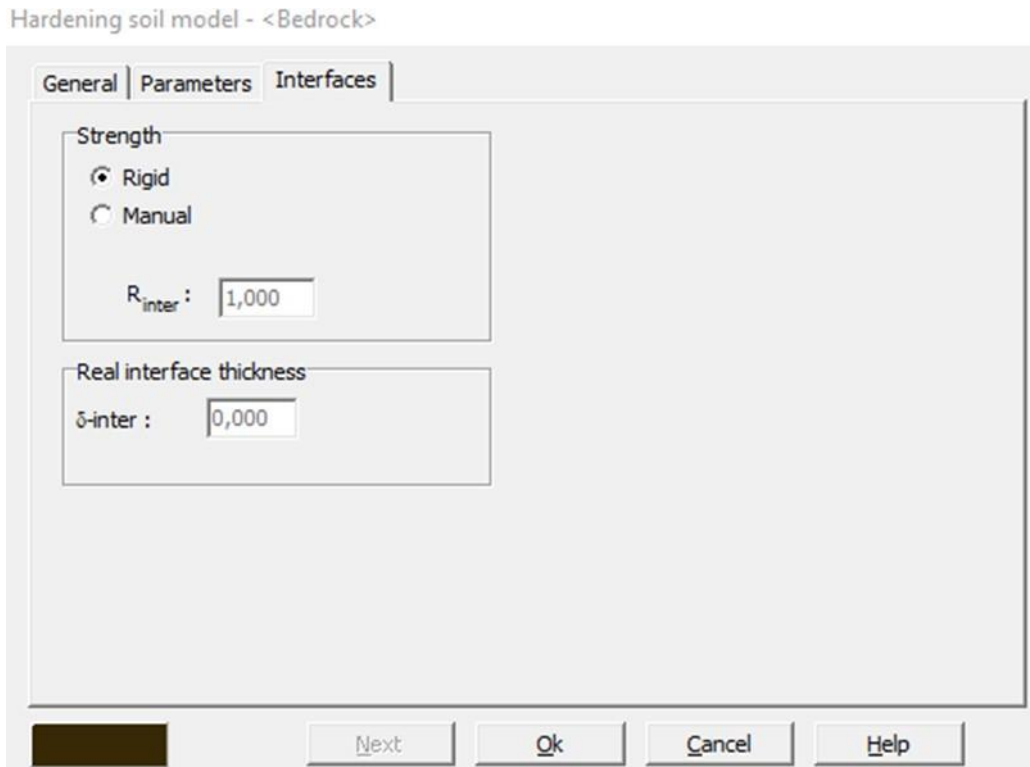 Hardening soil model - <Bedrock>
General Parameters Interfaces
Strength
Rigid
Manual
Rinter : 1,000
Real interface thickness
δ-inter : 0,000
Next Ok Cancel Help